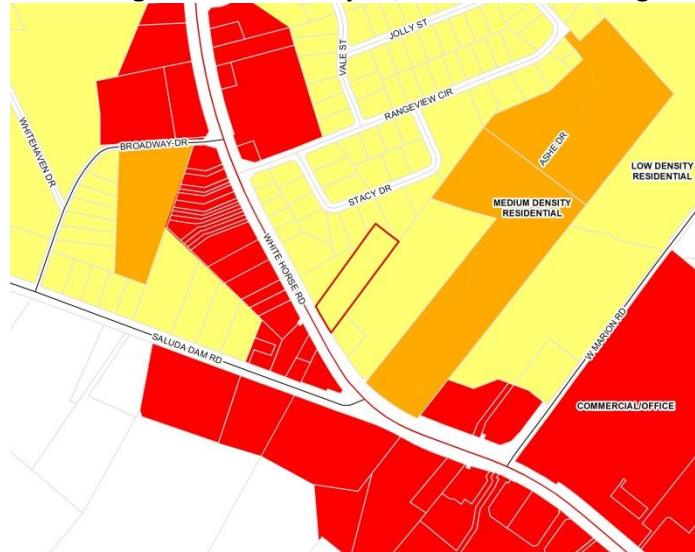 JOLLY ST
VALE ST
RANGEVIEW CIR
WHITEHAVEN DR
BROADWAY DR
ASHE DR
LOW DENSITY
RESIDENTIAL
STACY DR
MEDIUM DENSITY
RESIDENTIAL
WHITE HORSE RD
SALUDA DAM RD
W MARION RD
COMMERCIAL/OFFICE